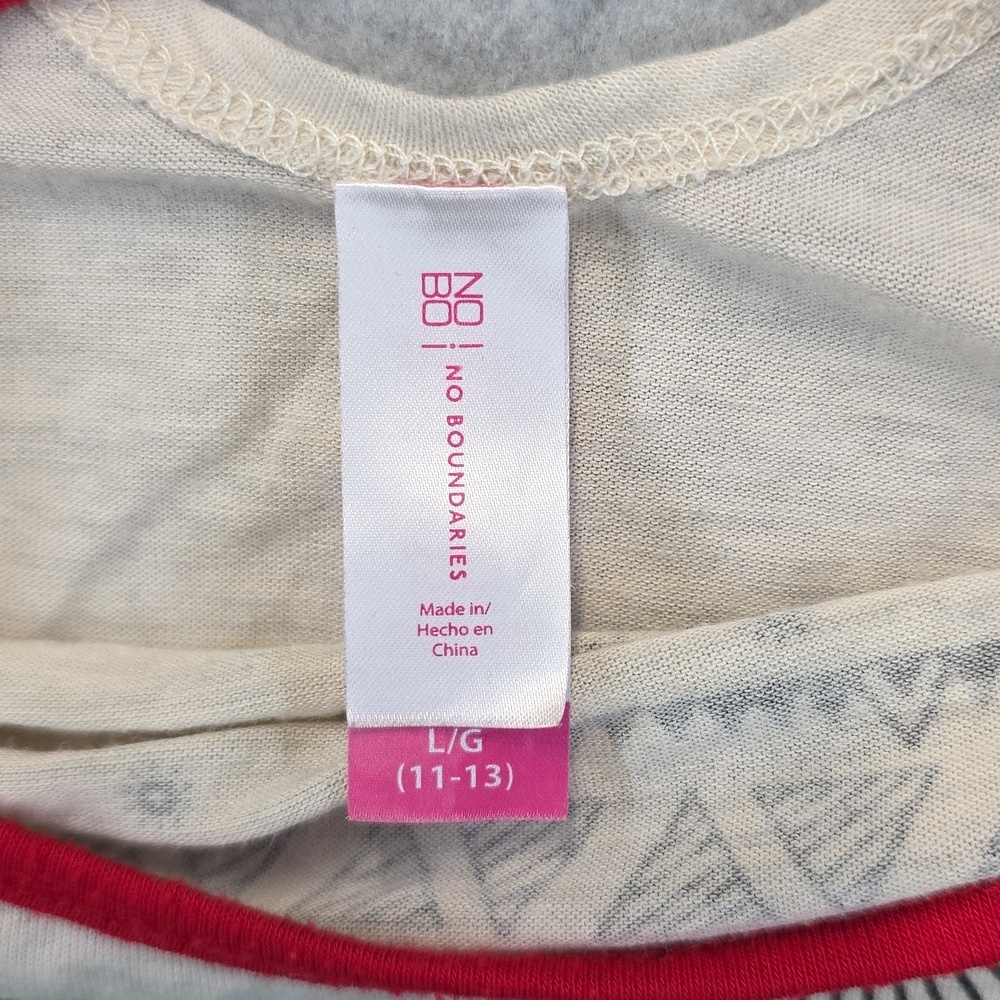 NO
BO
NO BOUNDARIES
Made in/
Hecho en
China
L/G
(11-13)